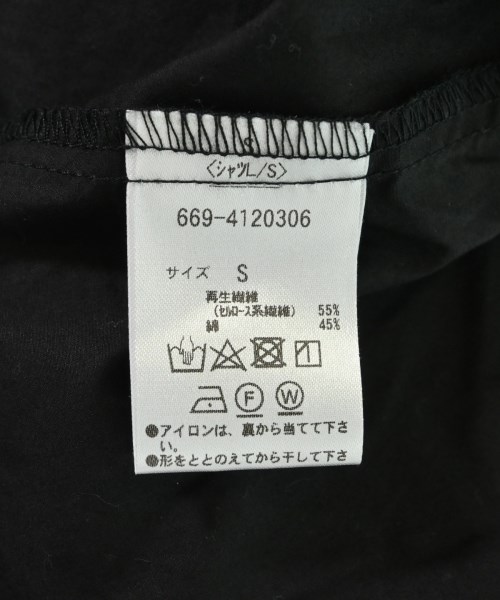 <シャツL/S>
669-4120306
サイズ S
再生繊維
(セルロース系繊維) 55%
綿 45%
F W
●アイロンは、裏から当てて下さ
い。
●形をととのえてから干して下さ